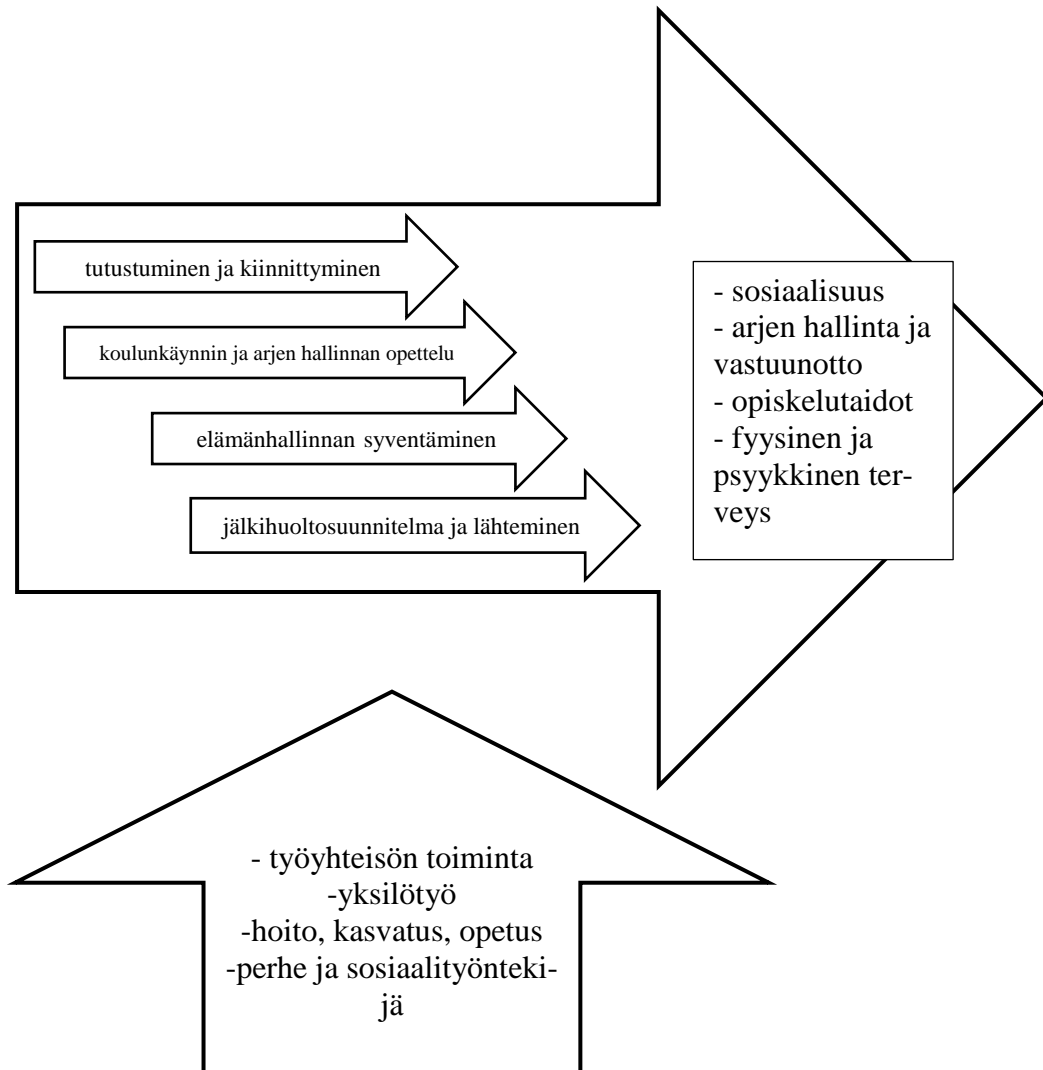 tutustuminen ja kiinnittyminen
koulunkäynnin ja arjen hallinnan opettelu
elämänhallinnan syventäminen
jälkihuoltosuunnitelma ja lähteminen
- sosiaalisuus
- arjen hallinta ja
vastuunotto
- opiskelutaidot
- fyysinen ja
psyykkinen ter-
veys
- työyhteisön toiminta
-yksilötyö
-hoito, kasvatus, opetus
-perhe ja sosiaalityönteki-
jä